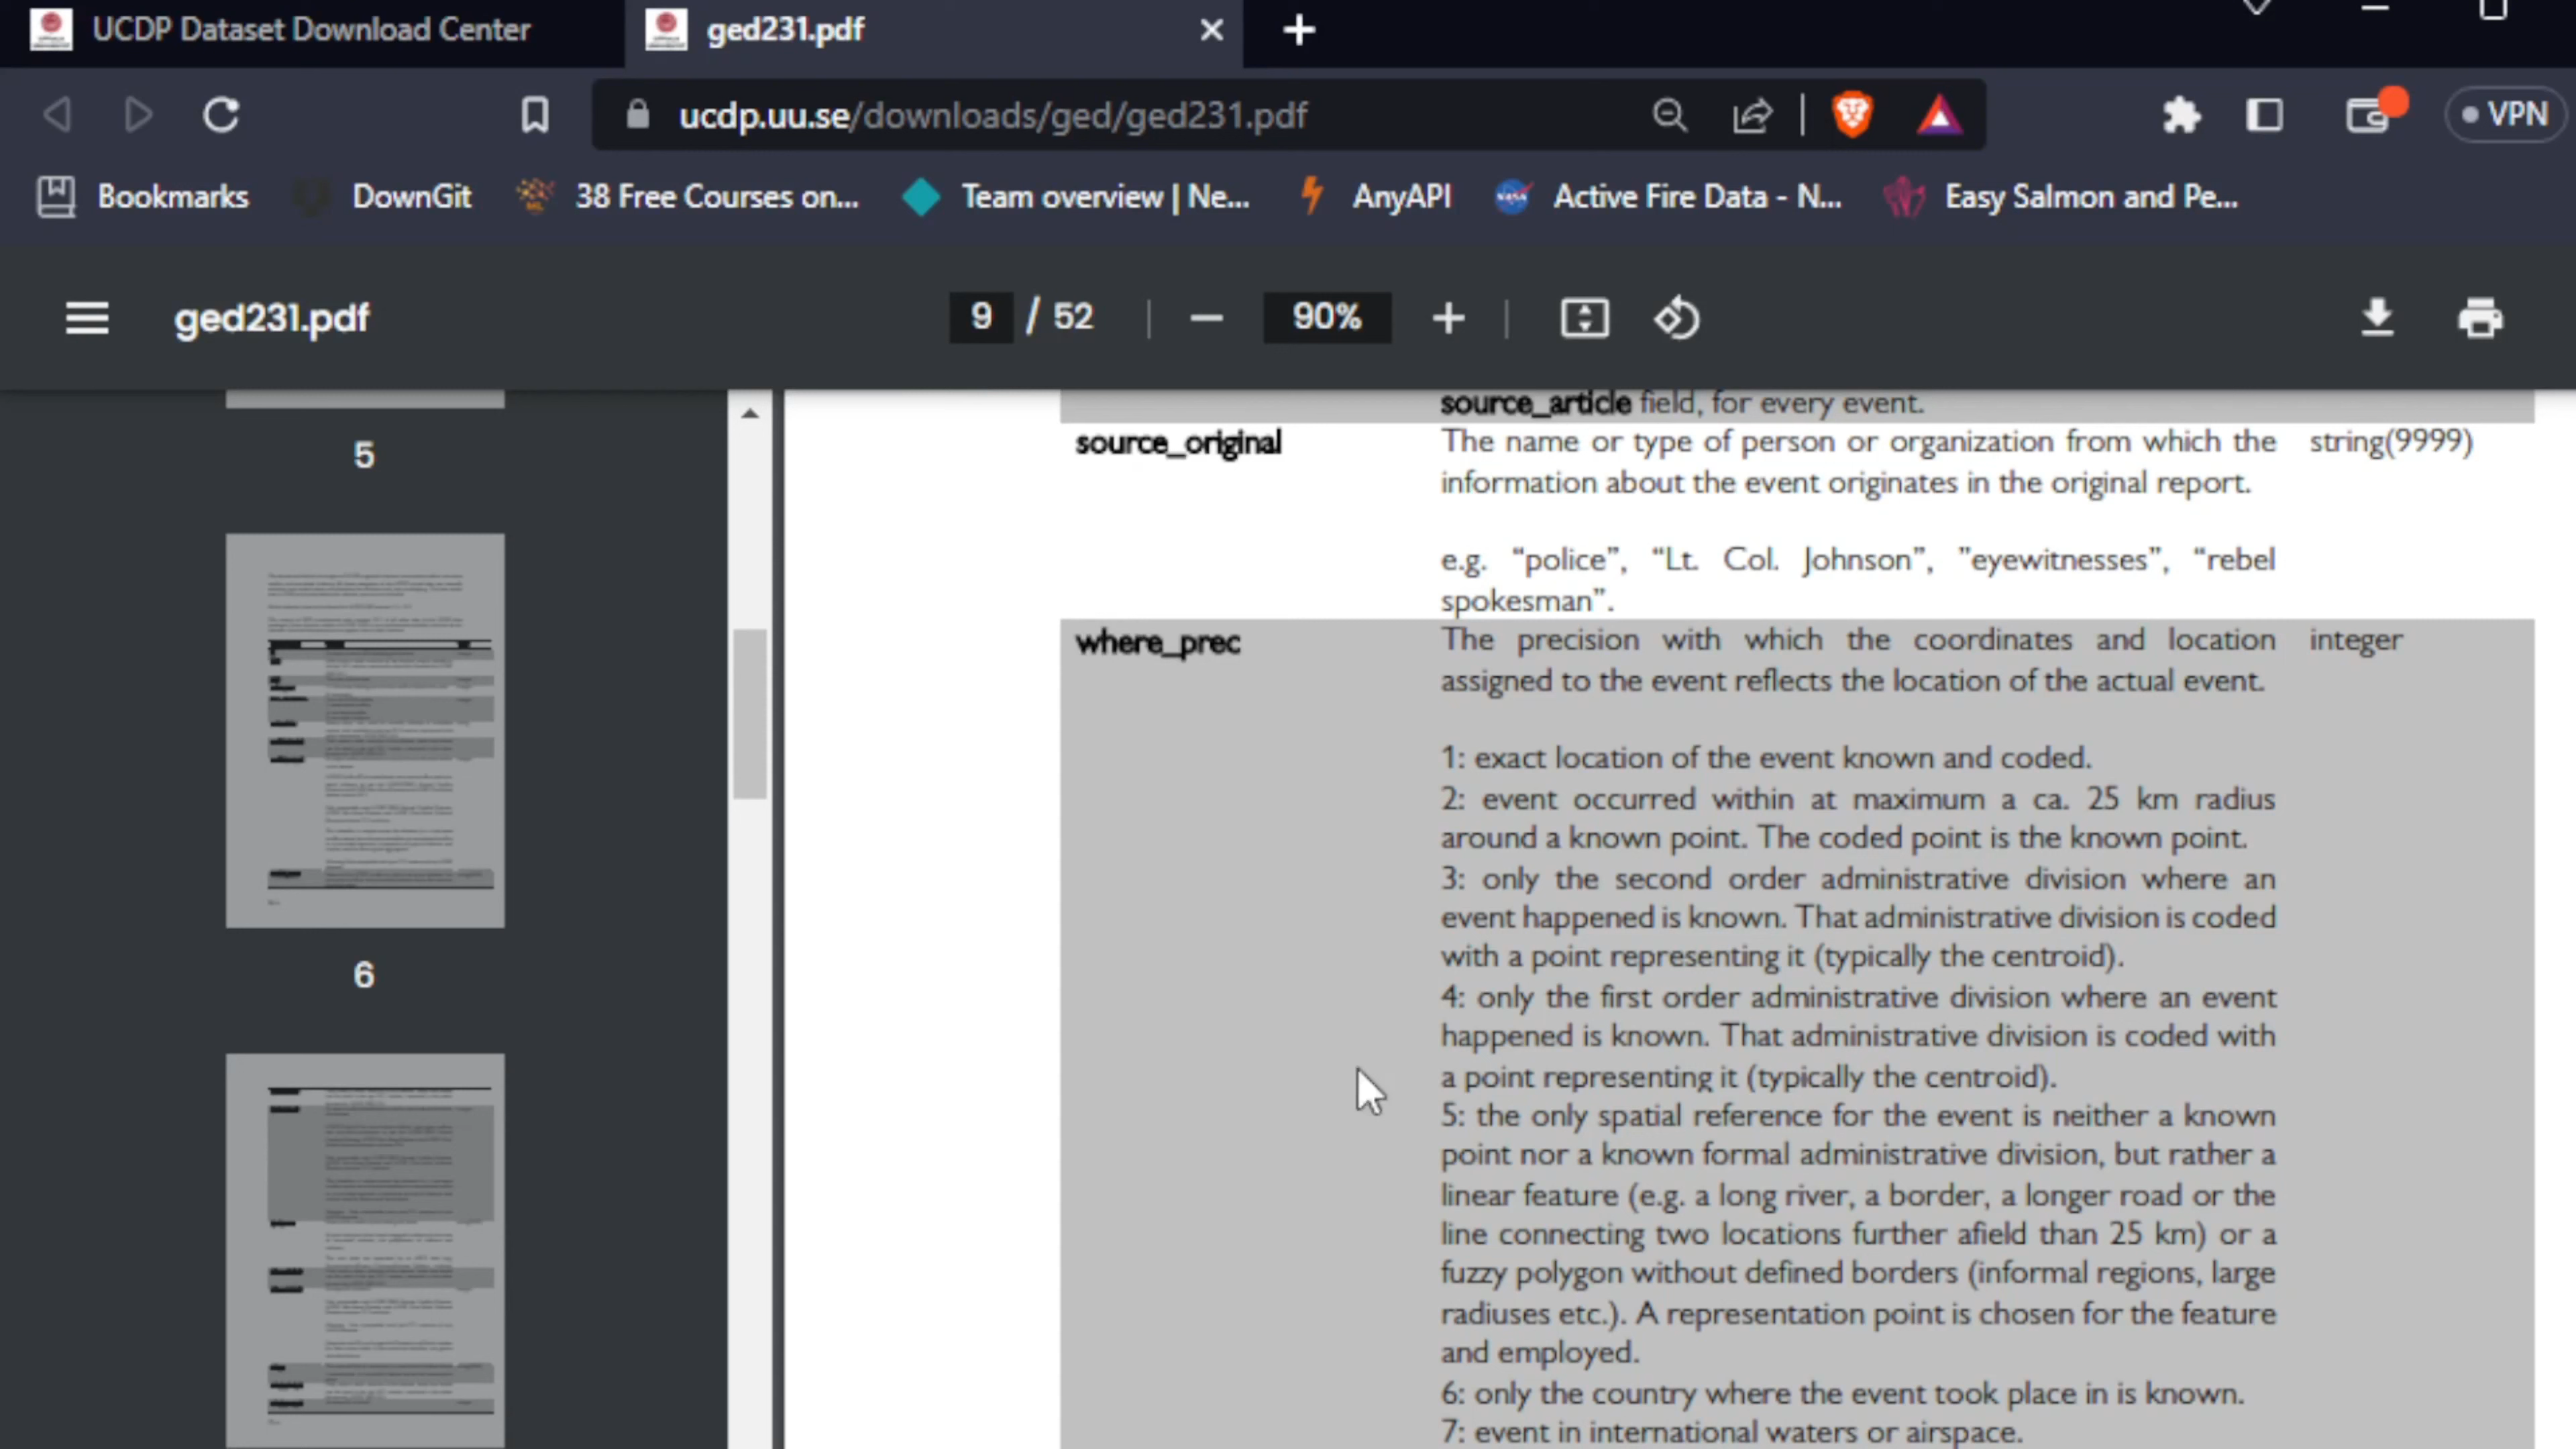 UCDP Dataset Download Center
ged231.pdf
ucdp.uu.se/downloads/ged/ged231.pdf
VPN
Bookmarks
DownGit
38 Free Courses on...
Team overview | Ne...
AnyAPI
Active Fire Data - N...
Easy Salmon and Pe...
ged231.pdf
9 / 52
90%
5
6
source_article field, for every event.
source_original
The name or type of person or organization from which the
string(9999)
information about the event originates in the original report.
e.g. “police”, “Lt. Col. Johnson”, ”eyewitnesses”, “rebel
spokesman”.
where_prec
The precision with which the coordinates and location
integer
assigned to the event reflects the location of the actual event.
1: exact location of the event known and coded.
2: event occurred within at maximum a ca. 25 km radius
around a known point. The coded point is the known point.
3: only the second order administrative division where an
event happened is known. That administrative division is coded
with a point representing it (typically the centroid).
4: only the first order administrative division where an event
happened is known. That administrative division is coded with
a point representing it (typically the centroid).
5: the only spatial reference for the event is neither a known
point nor a known formal administrative division, but rather a
linear feature (e.g. a long river, a border, a longer road or the
line connecting two locations further afield than 25 km) or a
fuzzy polygon without defined borders (informal regions, large
radiuses etc.). A representation point is chosen for the feature
and employed.
6: only the country where the event took place in is known.
7: event in international waters or airspace.